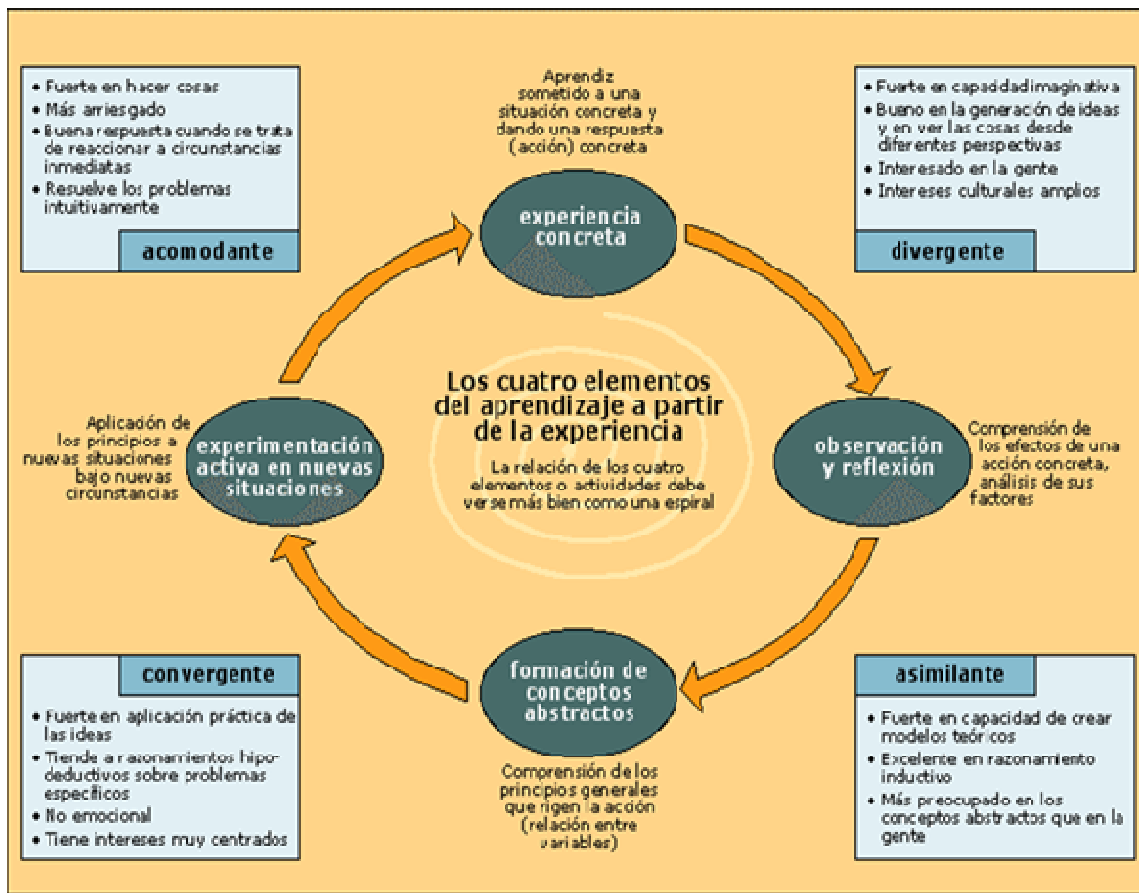 • Fuerte en hacer cosas
• Más arriesgado
• Buena respuesta cuando se trata
de reaccionar a circunstancias
inmediatas
• Resuelve los problemas
intuitivamente
acomodante
Aprendiz
sometido a una
situación concreta y
dando una respuesta
(acción) concreta
experiencia
concreta
• Fuerte en capacidad imaginativa
• Bueno en la generación de ideas
y en ver las cosas desde
diferentes perspectivas
• Interesado en la gente
• Intereses culturales amplios
divergente
Los cuatro elementos
del aprendizaje a partir
de la experiencia
La relación de los cuatro
elementos o actividades debe
verse más bien como una espiral
Aplicación de
los principios a
nuevas situaciones
bajo nuevas
circunstancias
experimentación
activa en nuevas
situaciones
observación
y reflexión
Comprensión de
los efectos de una
acción concreta,
análisis de sus
factores
convergente
• Fuerte en aplicación práctica de
las ideas
• Tiende a razonamientos hipo-
deductivos sobre problemas
específicos
• No emocional
• Tiene intereses muy centrados
formación de
conceptos
abstractos
Comprensión de los
principios generales
que rigen la acción
(relación entre
variables)
asimilante
• Fuerte en capacidad de crear
modelos teóricos
• Excelente en razonamiento
inductivo
• Más preocupado en los
conceptos abstractos que en la
gente